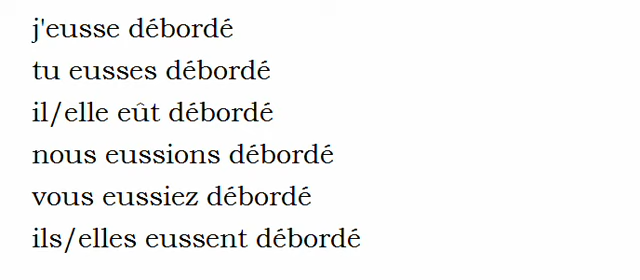 j'eusse débordé
tu eusses débordé
il/elle eût débordé
nous eussions débordé
vous eussiez débordé
ils/elles eussent débordé